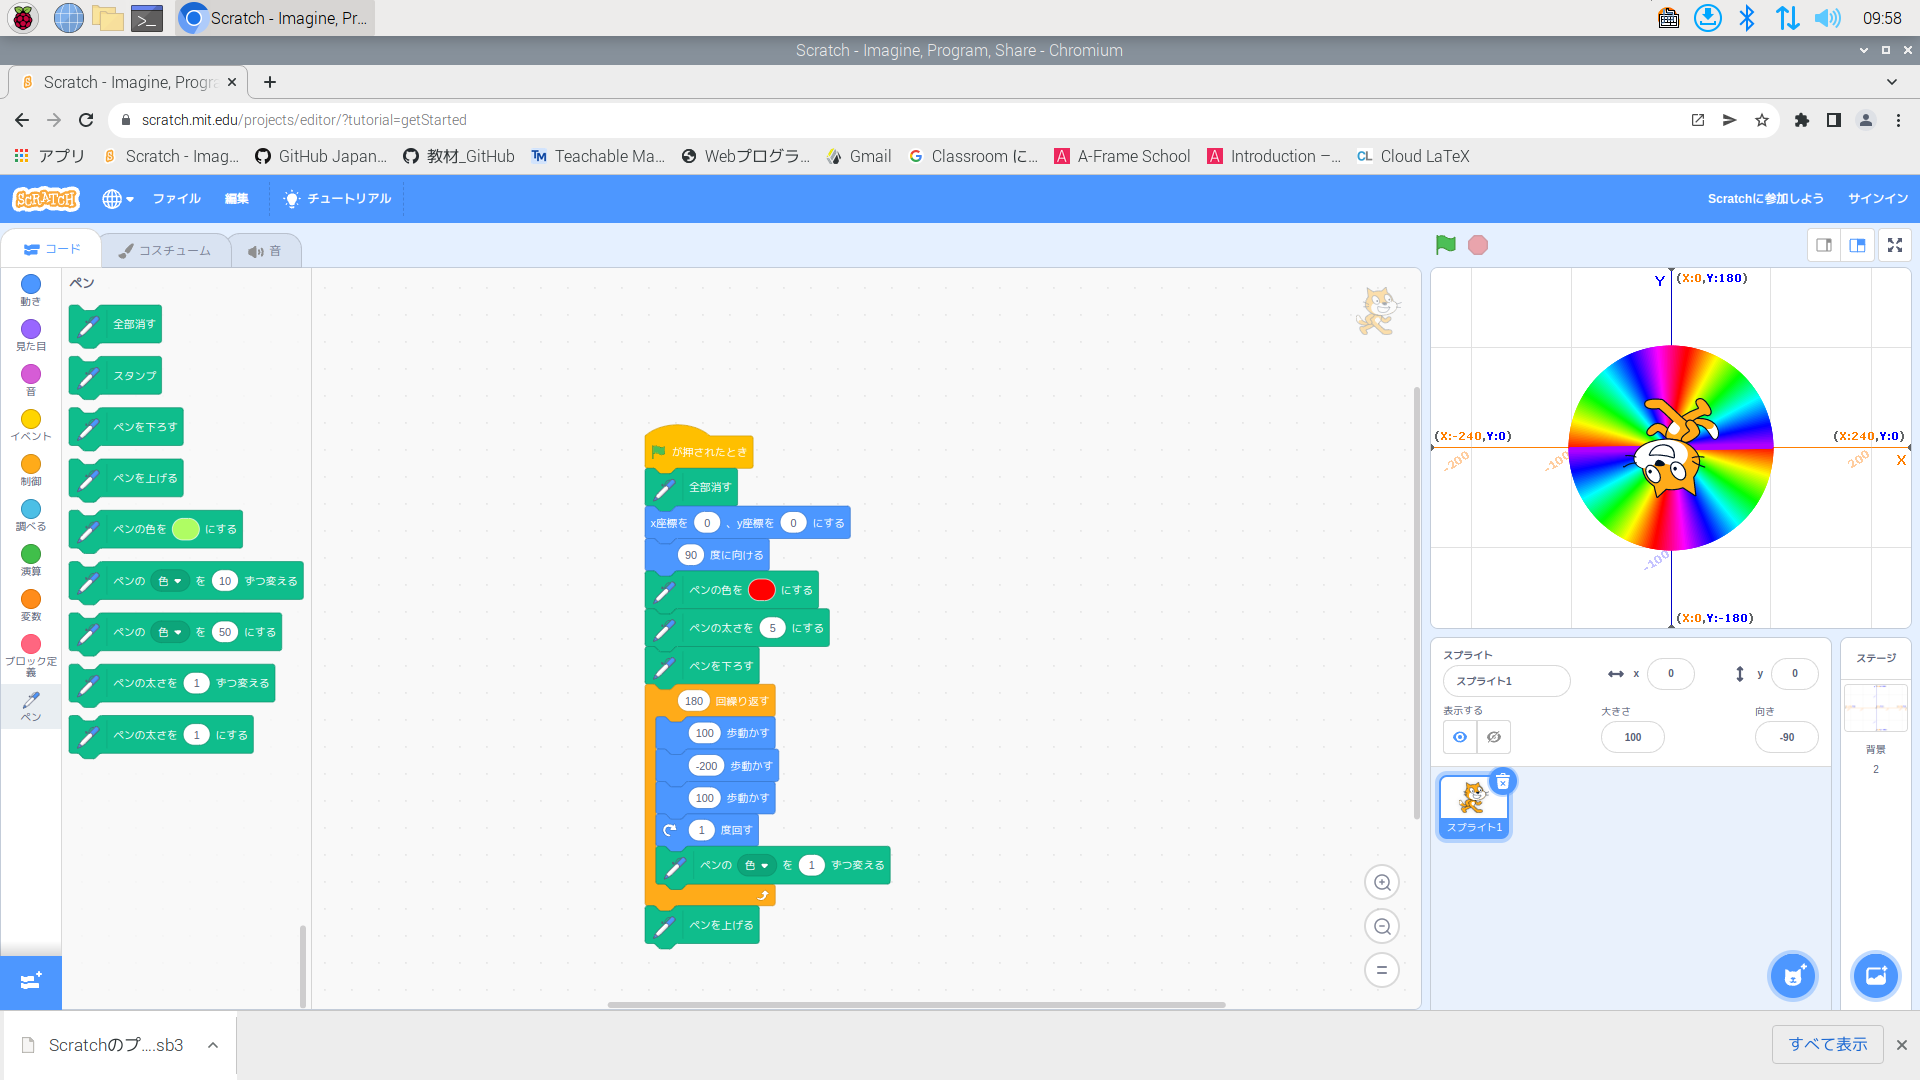 Scratch - Imagine, Pr...
09:58
Scratch - Imagine, Program, Share - Chromium
Scratch - Imagine, Progra
scratch.mit.edu/projects/editor/?tutorial=getStarted
アプリ
Scratch - Imag...
GitHub Japan...
教材_GitHub
TM
Teachable Ma...
Webプログラ...
Gmail
G
Classroom に...
A
A-Frame School
A
Introduction –...
CL
Cloud LaTeX
SCRATCH
ファイル
編集
チュートリアル
Scratchに参加しよう
サインイン
コード
コスチューム
音
動き
見た目
音
イベント
制御
調べる
演算
変数
ブロック定
義
ペン
ペン
全部消す
スタンプ
ペンを下ろす
ペンを上げる
ペンの色を にする
ペンの 色 を 10 ずつ変える
ペンの 色 を 50 にする
ペンの太さを 1 ずつ変える
ペンの太さを 1 にする
が押されたとき
全部消す
x座標を 0 、y座標を 0 にする
90 度に向ける
ペンの色を にする
ペンの太さを 5 にする
ペンを下ろす
180 回繰り返す
100 歩動かす
-200 歩動かす
100 歩動かす
1 度回す
ペンの 色 を 1 ずつ変える
ペンを上げる
Y
(X:0,Y:180)
(X:-240,Y:0)
(X:240,Y:0)
-200
-100
200
X
-100
(X:0,Y:-180)
スプライト
スプライト1
x
0
y
0
表示する
大きさ
100
向き
-90
スプライト1
ステージ
背景
2
Scratchのプ....sb3
すべて表示